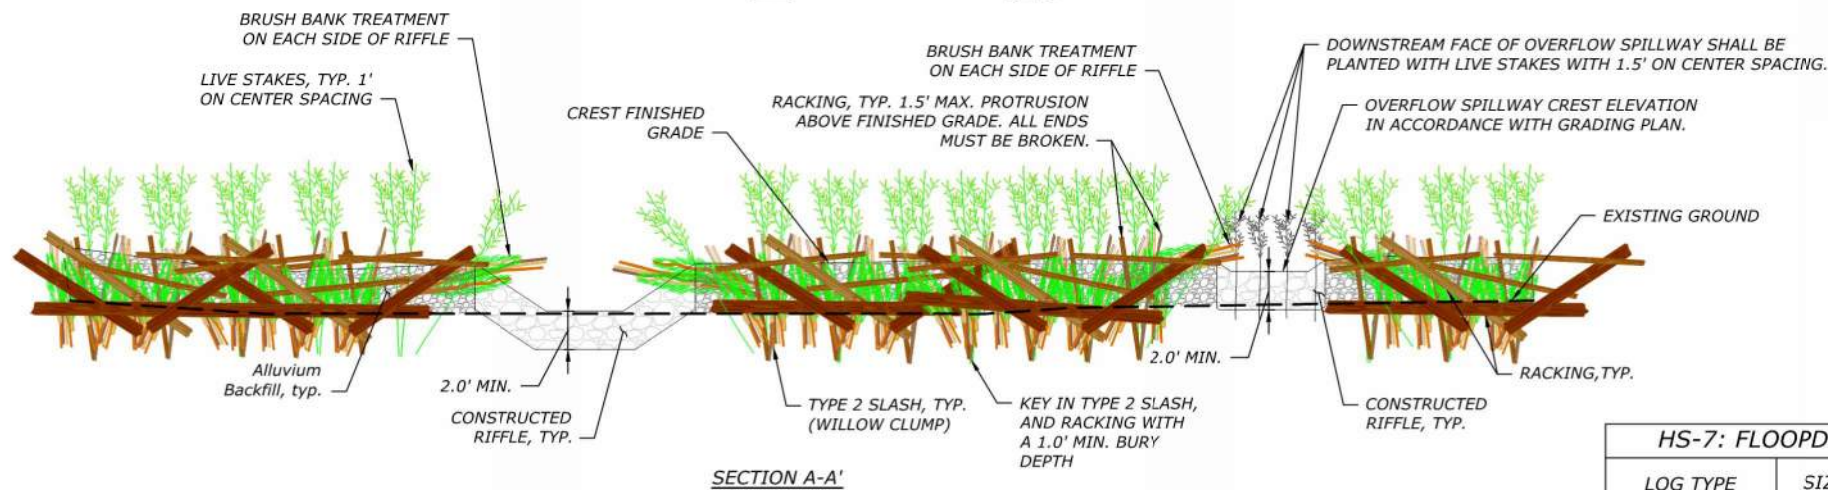 BRUSH BANK TREATMENT
ON EACH SIDE OF RIFFLE
LIVE STAKES, TYP. 1'
ON CENTER SPACING
CREST FINISHED
GRADE
BRUSH BANK TREATMENT
ON EACH SIDE OF RIFFLE
RACKING, TYP. 1.5' MAX. PROTRUSION
ABOVE FINISHED GRADE. ALL ENDS
MUST BE BROKEN.
DOWNSTREAM FACE OF OVERFLOW SPILLWAY SHALL BE
PLANTED WITH LIVE STAKES WITH 1.5' ON CENTER SPACING.
OVERFLOW SPILLWAY CREST ELEVATION
IN ACCORDANCE WITH GRADING PLAN.
EXISTING GROUND
Alluvium
Backfill, typ.
2.0' MIN.
CONSTRUCTED
RIFFLE, TYP.
TYPE 2 SLASH, TYP.
(WILLOW CLUMP)
KEY IN TYPE 2 SLASH,
AND RACKING WITH
A 1.0' MIN. BURY
DEPTH
2.0' MIN.
CONSTRUCTED
RIFFLE, TYP.
RACKING,TYP.
SECTION A-A'
HS-7: FLOOPD
LOG TYPE
SIZ